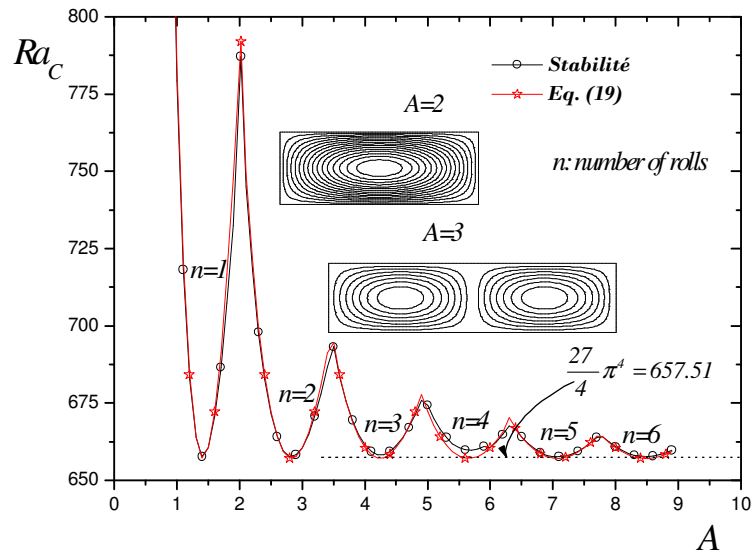 Ra_C
800
775
750
725
700
675
650
Stabilité
Eq. (19)
A=2
n: number of rolls
A=3
n=1
27/4 π⁴ = 657.51
n=2
n=3
n=4
n=5
n=6
0 1 2 3 4 5 6 7 8 9 10
A